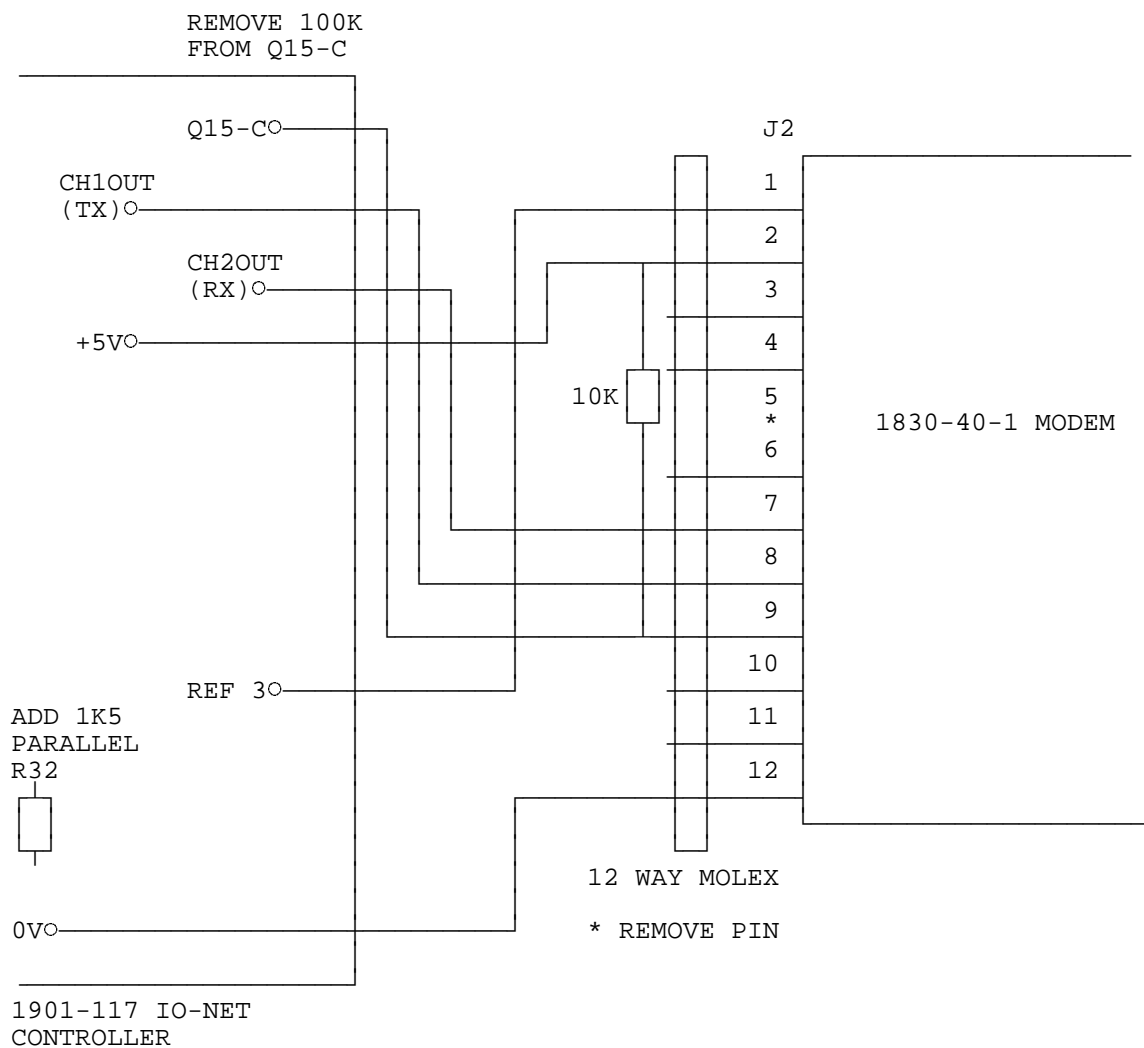 REMOVE 100K
FROM Q15-C
Q15-C
J2
CH1OUT
(TX)
1
2
CH2OUT
(RX)
3
+5V
4
10K
5
*
6
1830-40-1 MODEM
7
8
9
10
REF 3
ADD 1K5
PARALLEL
R32
11
12
12 WAY MOLEX
0V
* REMOVE PIN
1901-117 IO-NET
CONTROLLER